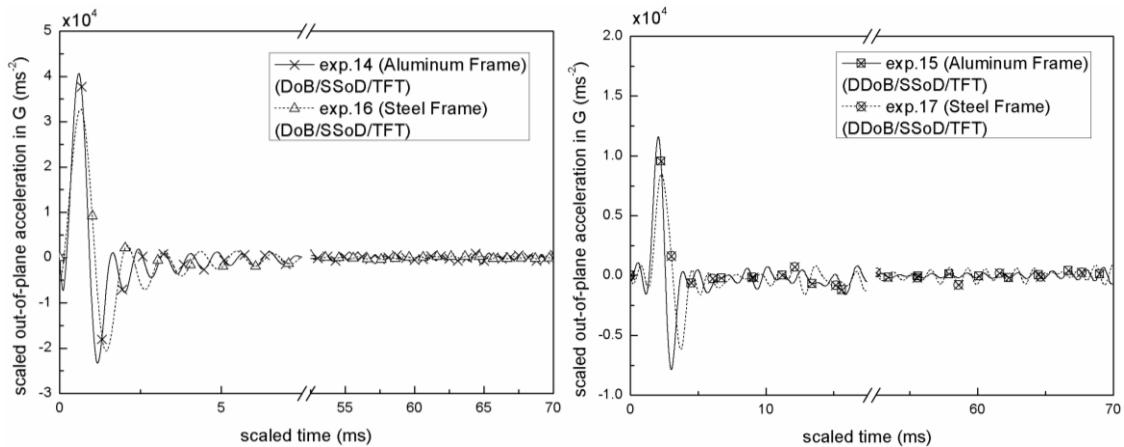 x10⁴
5
4
3
2
1
0
-1
-2
-3
scaled out-of-plane acceleration in G (ms⁻²)
exp.14 (Aluminum Frame)
(DoB/SSoD/TFT)
exp.16 (Steel Frame)
(DoB/SSoD/TFT)
0 5 55 60 65 70
scaled time (ms)
x10⁴
2.0
1.5
1.0
0.5
0.0
-0.5
1.0
scaled out-of-plane acceleration in G (ms⁻²)
exp.15 (Aluminum Frame)
(DDoB/SSoD/TFT)
exp.17 (Steel Frame)
(DDoB/SSoD/TFT)
0 10 60 70
scaled time (ms)